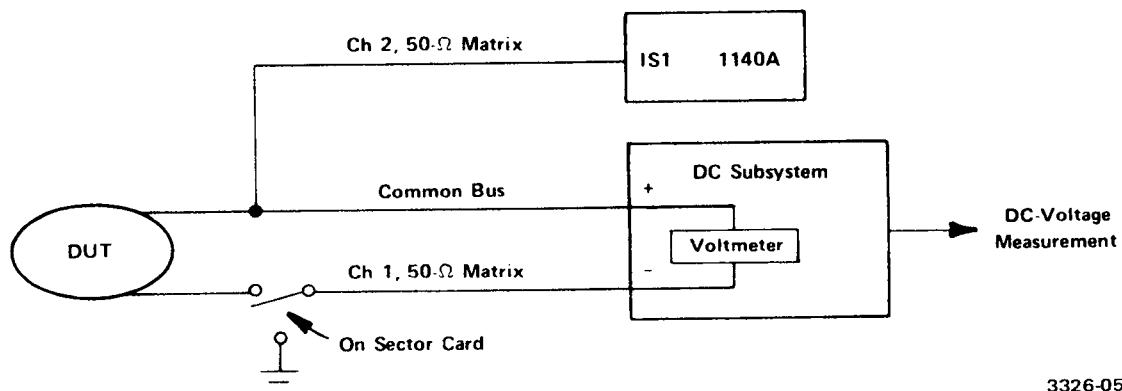 Ch 2, 50-Ω Matrix
IS1 1140A
DC Subsystem
Common Bus
+
Voltmeter
DC-Voltage
Measurement
DUT
Ch 1, 50-Ω Matrix
−
On Sector Card
3326-05